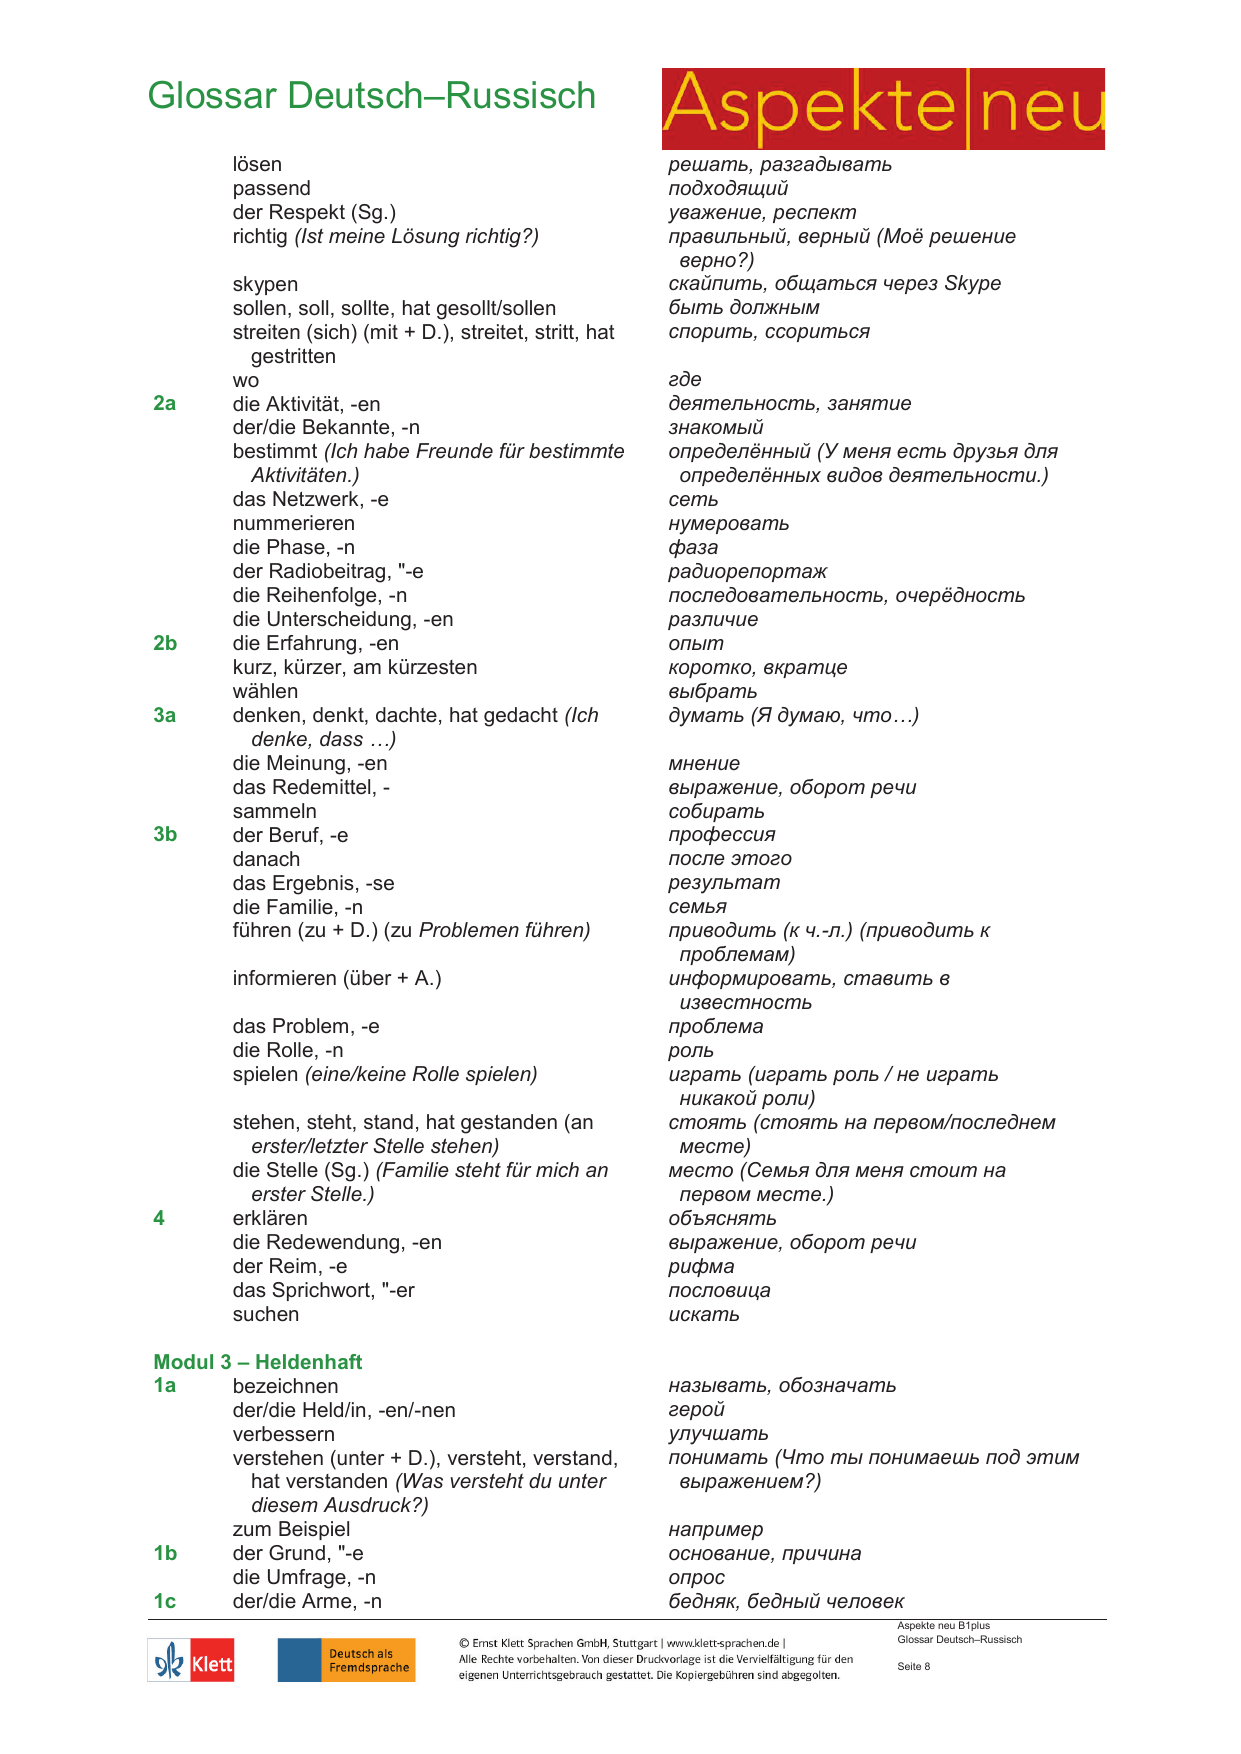 Glossar Deutsch–Russisch
Aspekte|neu
lösen решать, разгадывать
passend подходящий
der Respekt (Sg.) уважение, респект
richtig (Ist meine Lösung richtig?) правильный, верный (Моё решение
верно?)
skypen скайпить, общаться через Skype
sollen, soll, sollte, hat gesollt/sollen быть должным
streiten (sich) (mit + D.), streitet, stritt, hat спорить, ссориться
gestritten
wo где
2a die Aktivität, -en деятельность, занятие
der/die Bekannte, -n знакомый
bestimmt (Ich habe Freunde für bestimmte определённый (У меня есть друзья для
Aktivitäten.) определённых видов деятельности.)
das Netzwerk, -e сеть
nummerieren нумеровать
die Phase, -n фаза
der Radiobeitrag, "-e радиорепортаж
die Reihenfolge, -n последовательность, очерёдность
die Unterscheidung, -en различие
2b die Erfahrung, -en опыт
kurz, kürzer, am kürzesten коротко, вкратце
wählen выбрать
3a denken, denkt, dachte, hat gedacht (Ich думать (Я думаю, что…)
denke, dass …)
die Meinung, -en мнение
das Redemittel, - выражение, оборот речи
sammeln собирать
3b der Beruf, -e профессия
danach после этого
das Ergebnis, -se результат
die Familie, -n семья
führen (zu + D.) (zu Problemen führen) приводить (к ч.-л.) (приводить к
проблемам)
informieren (über + A.) информировать, ставить в
известность
das Problem, -e проблема
die Rolle, -n роль
spielen (eine/keine Rolle spielen) играть (играть роль / не играть
никакой роли)
stehen, steht, stand, hat gestanden (an стоять (стоять на первом/последнем
erster/letzter Stelle stehen) месте)
die Stelle (Sg.) (Familie steht für mich an место (Семья для меня стоит на
erster Stelle.) первом месте.)
4 erklären объяснять
die Redewendung, -en выражение, оборот речи
der Reim, -e рифма
das Sprichwort, "-er пословица
suchen искать
Modul 3 – Heldenhaft
1a bezeichnen называть, обозначать
der/die Held/in, -en/-nen герой
verbessern улучшать
verstehen (unter + D.), versteht, verstand, понимать (Что ты понимаешь под этим
hat verstanden (Was versteht du unter выражением?)
diesem Ausdruck?)
zum Beispiel например
1b der Grund, "-e основание, причина
die Umfrage, -n опрос
1c der/die Arme, -n бедняк, бедный человек
Klett
Deutsch als
Fremdsprache
© Ernst Klett Sprachen GmbH, Stuttgart | www.klett-sprachen.de |
Alle Rechte vorbehalten. Von dieser Druckvorlage ist die Vervielfältigung für den
eigenen Unterrichtsgebrauch gestattet. Die Kopiergebühren sind abgegolten.
Aspekte neu B1plus
Glossar Deutsch–Russisch
Seite 8